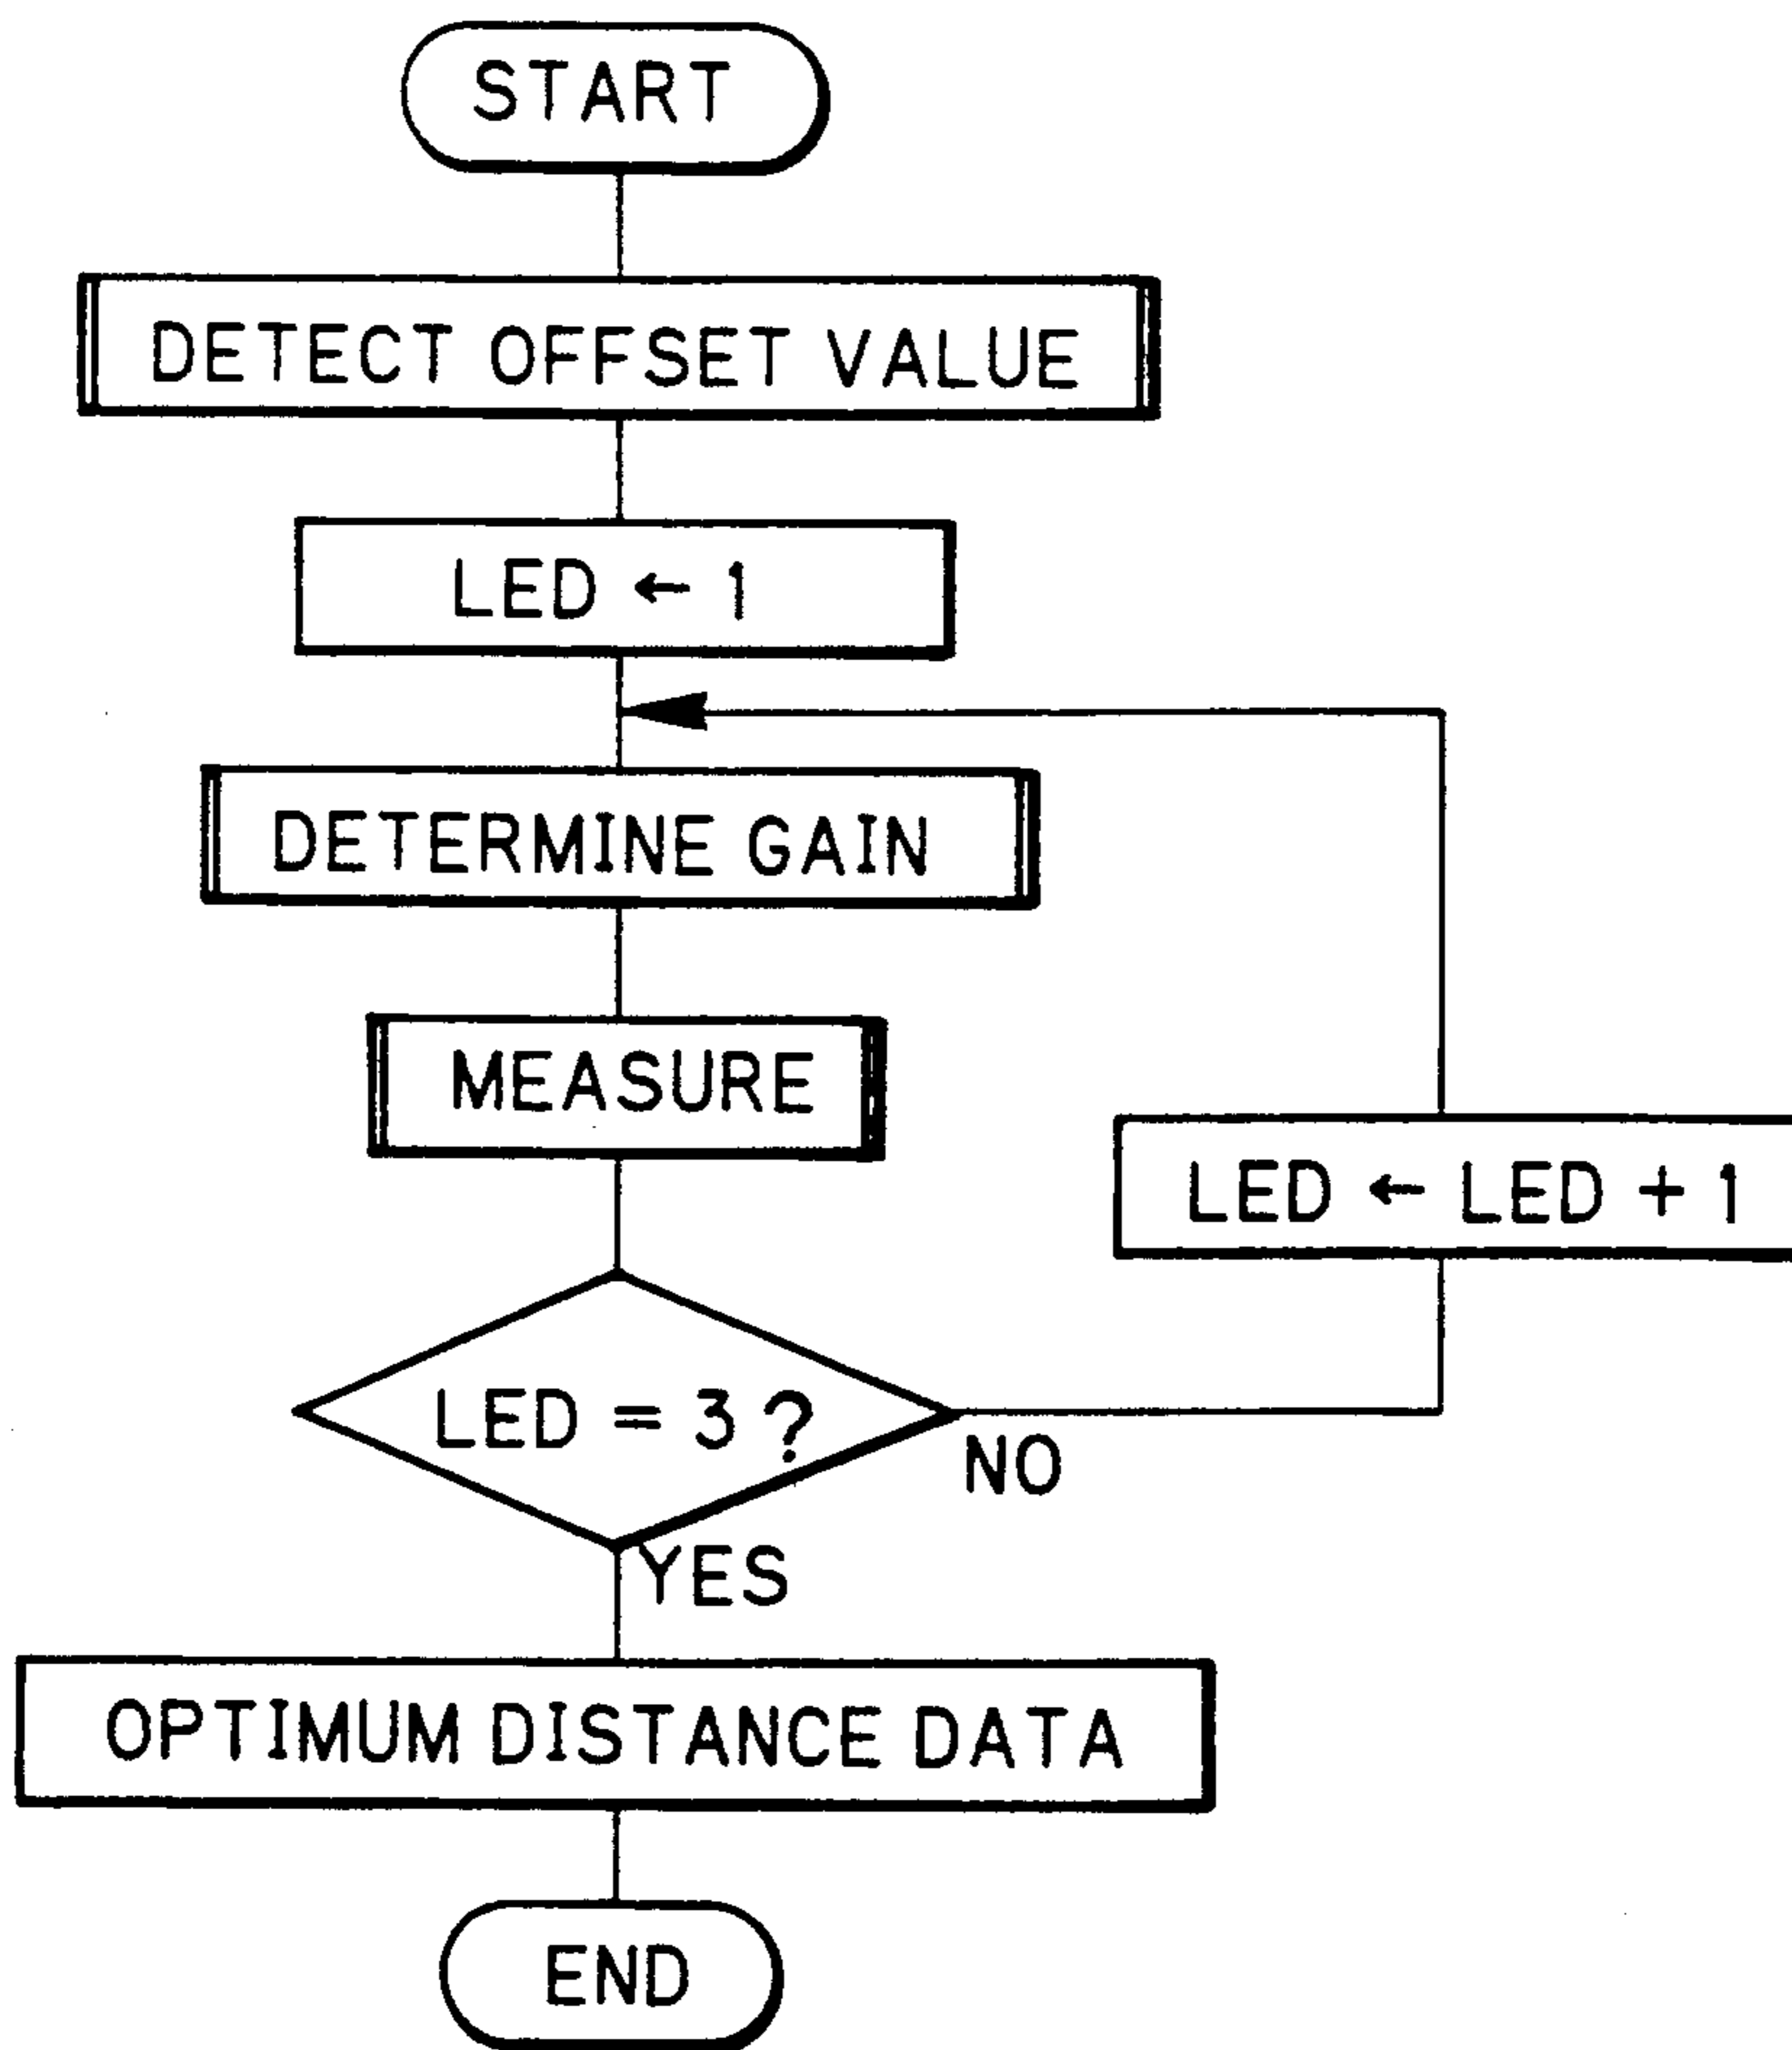 START
DETECT OFFSET VALUE
LED ← 1
DETERMINE GAIN
MEASURE
LED ← LED + 1
LED = 3 ?
NO
YES
OPTIMUM DISTANCE DATA
END